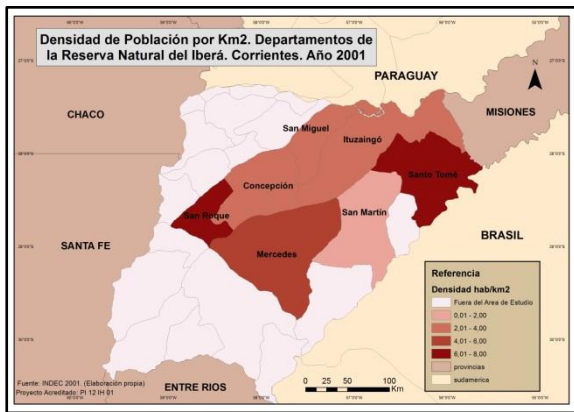 Densidad de Población por Km2. Departamentos de
la Reserva Natural del Iberá. Corrientes. Año 2001
PARAGUAY
N
CHACO
MISIONES
San Miguel
Ituzaingó
Santo Tomé
Concepción
San Roque
San Martín
SANTA FE
Mercedes
BRASIL
Referencia
Densidad hab/km2
Fuera del Area de Estudio
0,01 - 2,00
2,01 - 4,00
4,01 - 6,00
6,01 - 8,00
provincias
sudamerica
Fuente: INDEC 2001. (Elaboración propia)
Proyecto Acreditado: PI 12 IH 01
ENTRE RIOS
0 25 50 100
Km